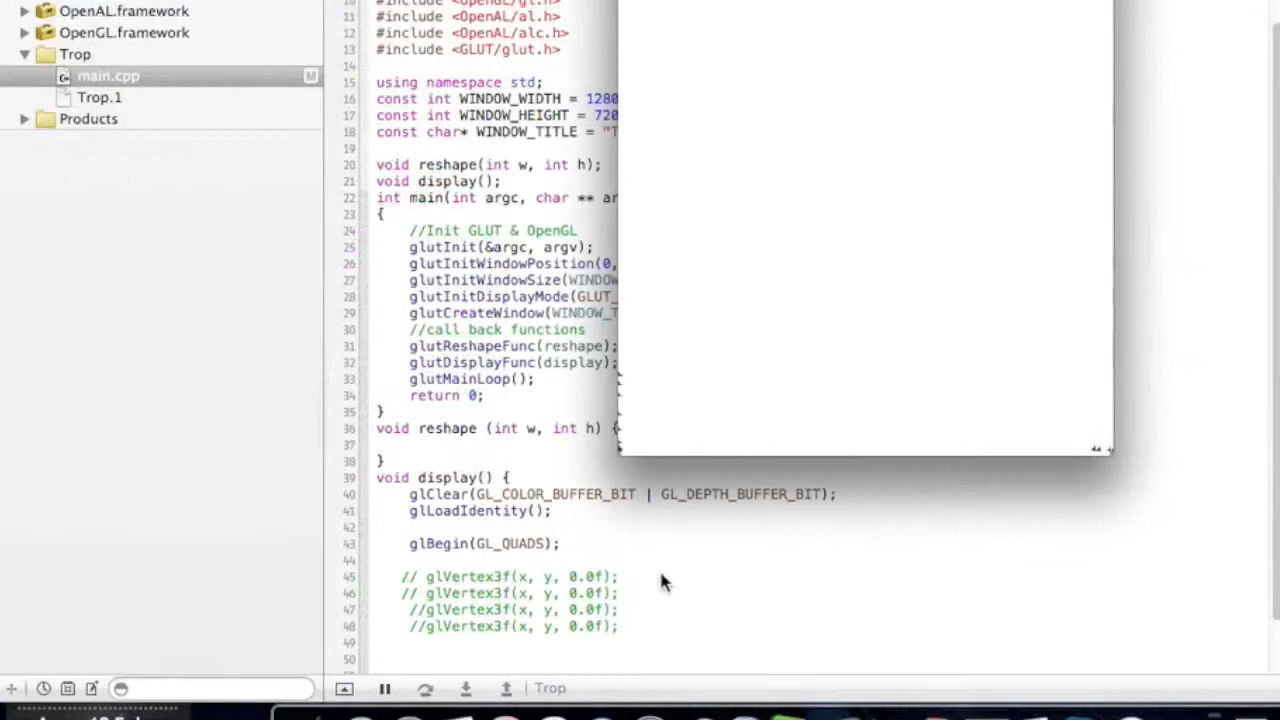 OpenAL.framework
OpenGL.framework
Trop
main.cpp
M
Trop.1
Products
10 #include <OpenGL/gl.h>
11 #include <OpenAL/al.h>
12 #include <OpenAL/alc.h>
13 #include <GLUT/glut.h>
14
15 using namespace std;
16 const int WINDOW_WIDTH = 1280
17 const int WINDOW_HEIGHT = 720
18 const char* WINDOW_TITLE = "T
19
20 void reshape(int w, int h);
21 void display();
22 int main(int argc, char ** ar
23 {
24 //Init GLUT & OpenGL
25 glutInit(&argc, argv);
26 glutInitWindowPosition(0,
27 glutInitWindowSize(WINDOW
28 glutInitDisplayMode(GLUT_
29 glutCreateWindow(WINDOW_T
30 //call back functions
31 glutReshapeFunc(reshape);
32 glutDisplayFunc(display);
33 glutMainLoop();
34 return 0;
35 }
36 void reshape (int w, int h) {
37
38 }
39 void display() {
40 glClear(GL_COLOR_BUFFER_BIT | GL_DEPTH_BUFFER_BIT);
41 glLoadIdentity();
42
43 glBegin(GL_QUADS);
44
45 // glVertex3f(x, y, 0.0f);
46 // glVertex3f(x, y, 0.0f);
47 //glVertex3f(x, y, 0.0f);
48 //glVertex3f(x, y, 0.0f);
49
50
Trop